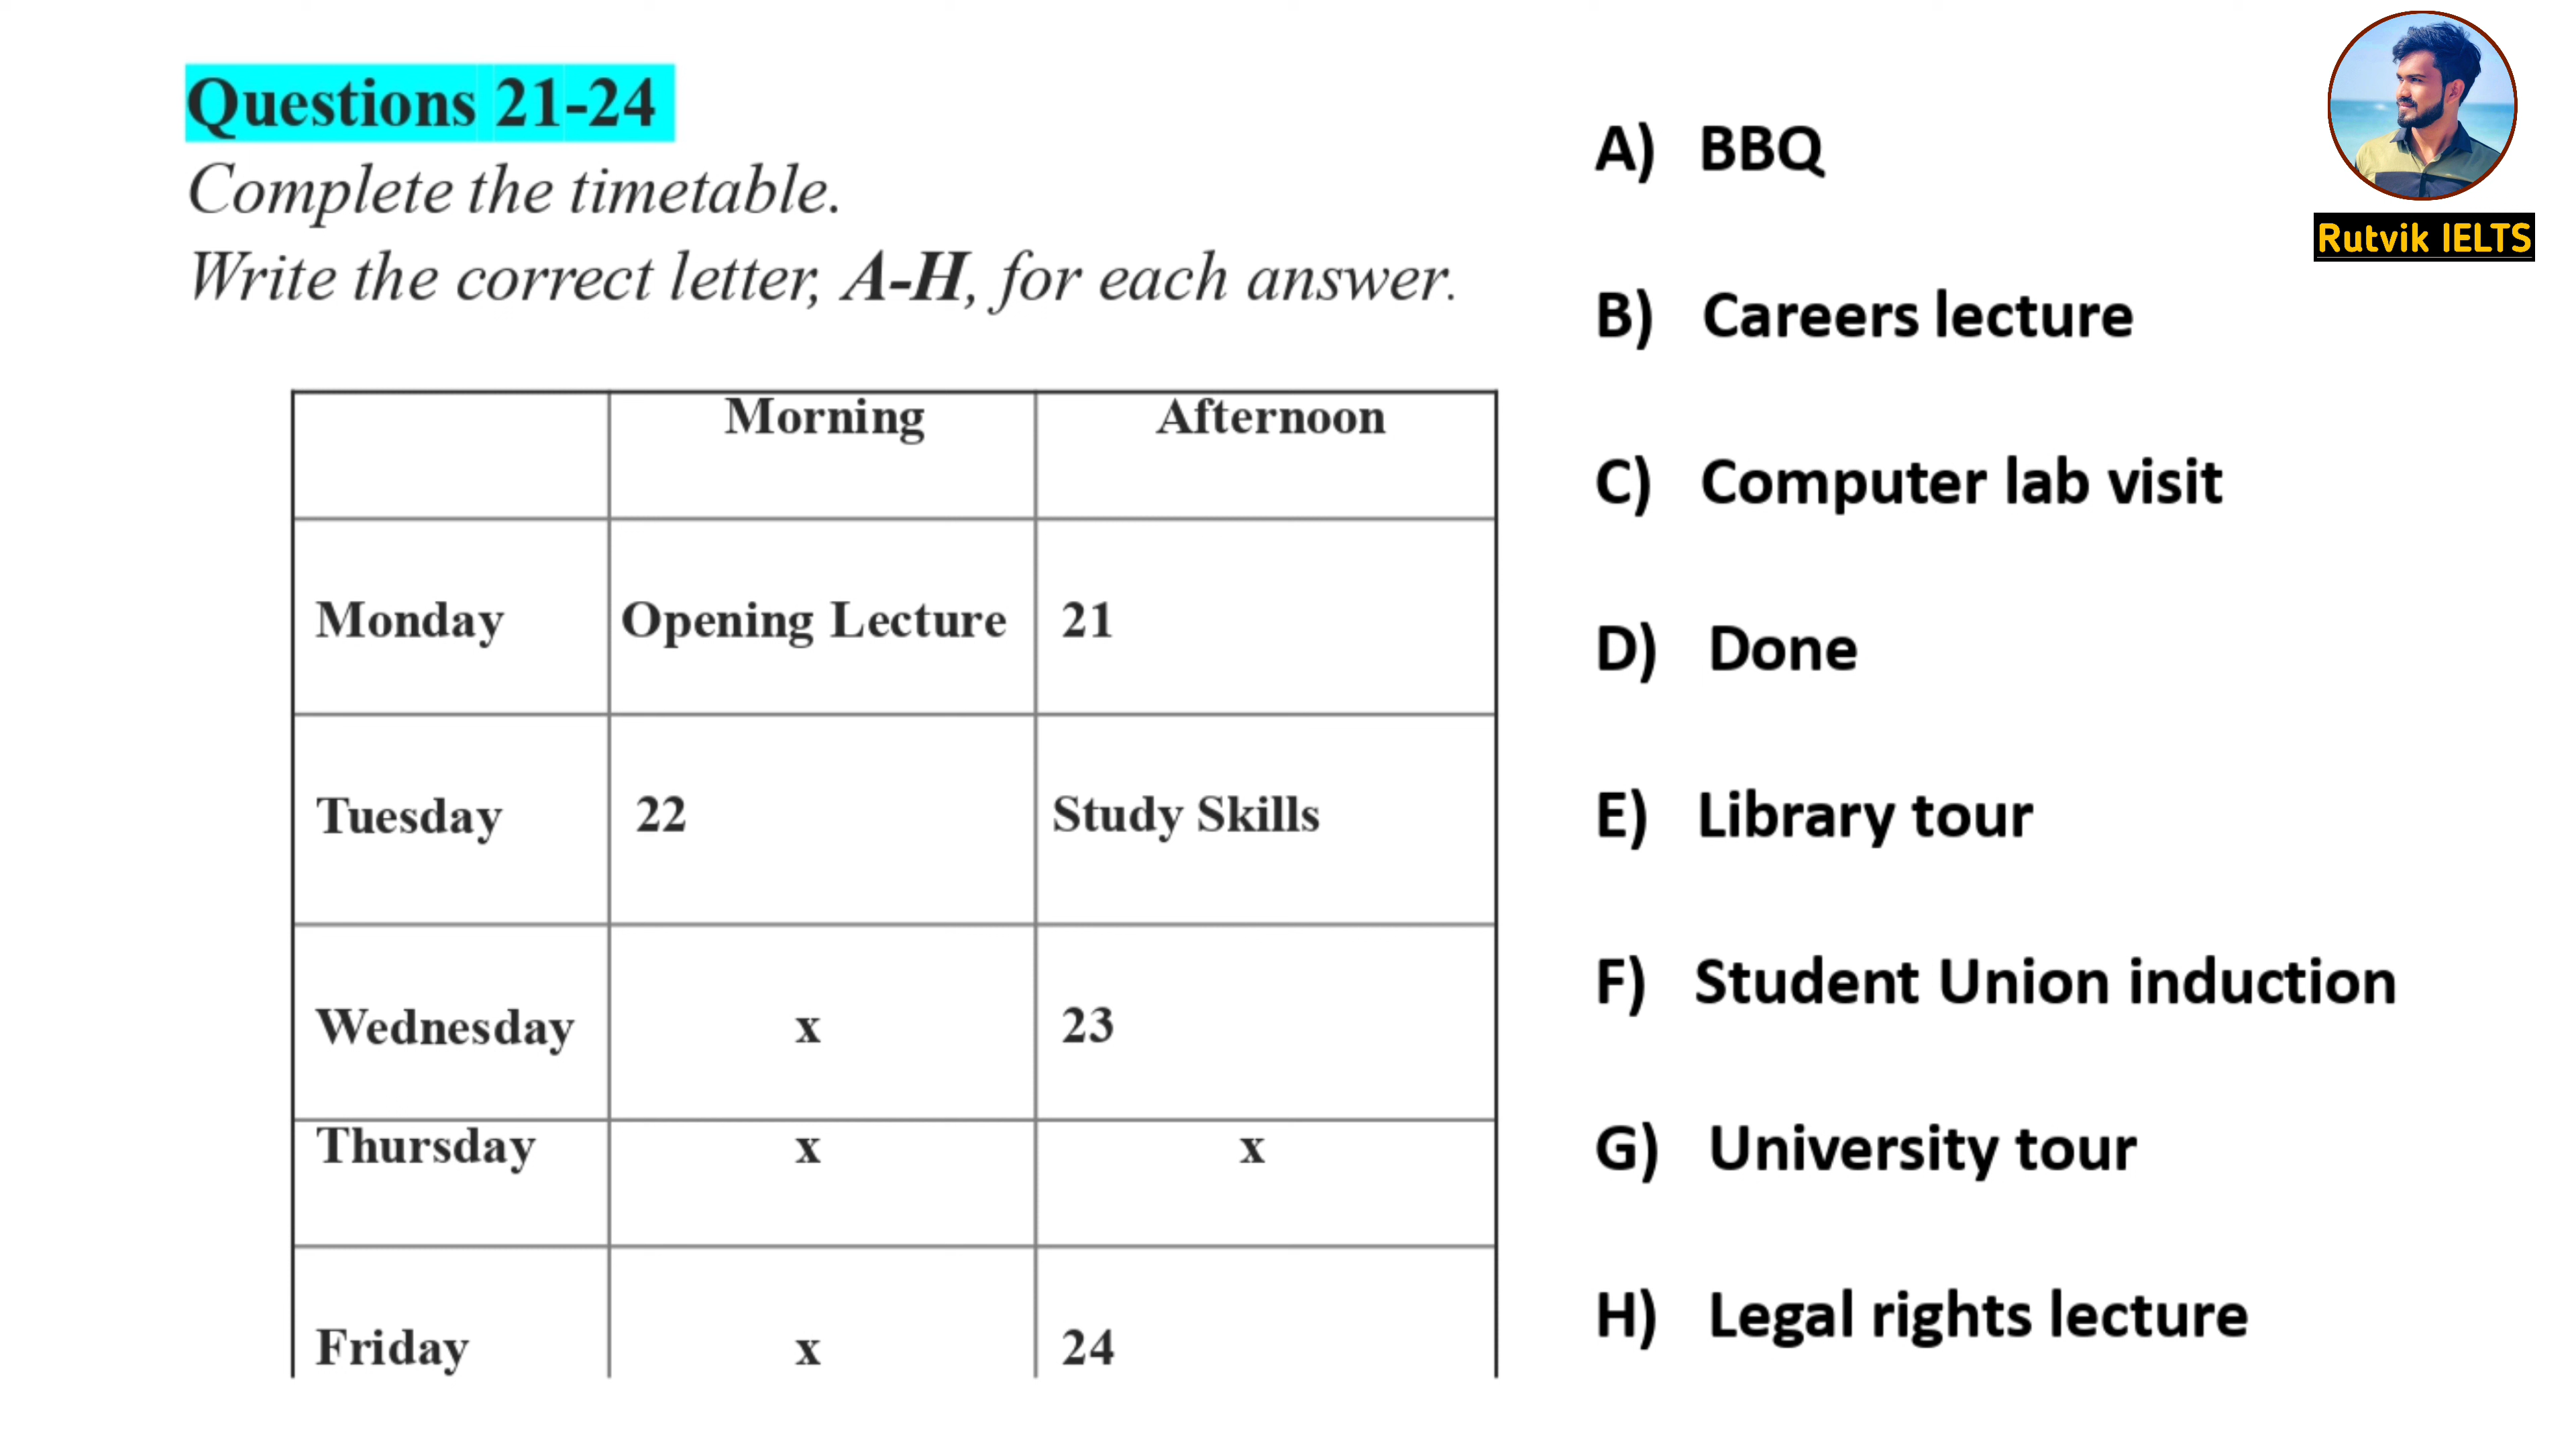 Questions 21-24
Complete the timetable.
Write the correct letter, A-H, for each answer.
Morning Afternoon
Monday Opening Lecture 21
Tuesday 22 Study Skills
Wednesday x 23
Thursday x x
Friday x 24
A) BBQ
B) Careers lecture
C) Computer lab visit
D) Done
E) Library tour
F) Student Union induction
G) University tour
H) Legal rights lecture
Rutvik IELTS